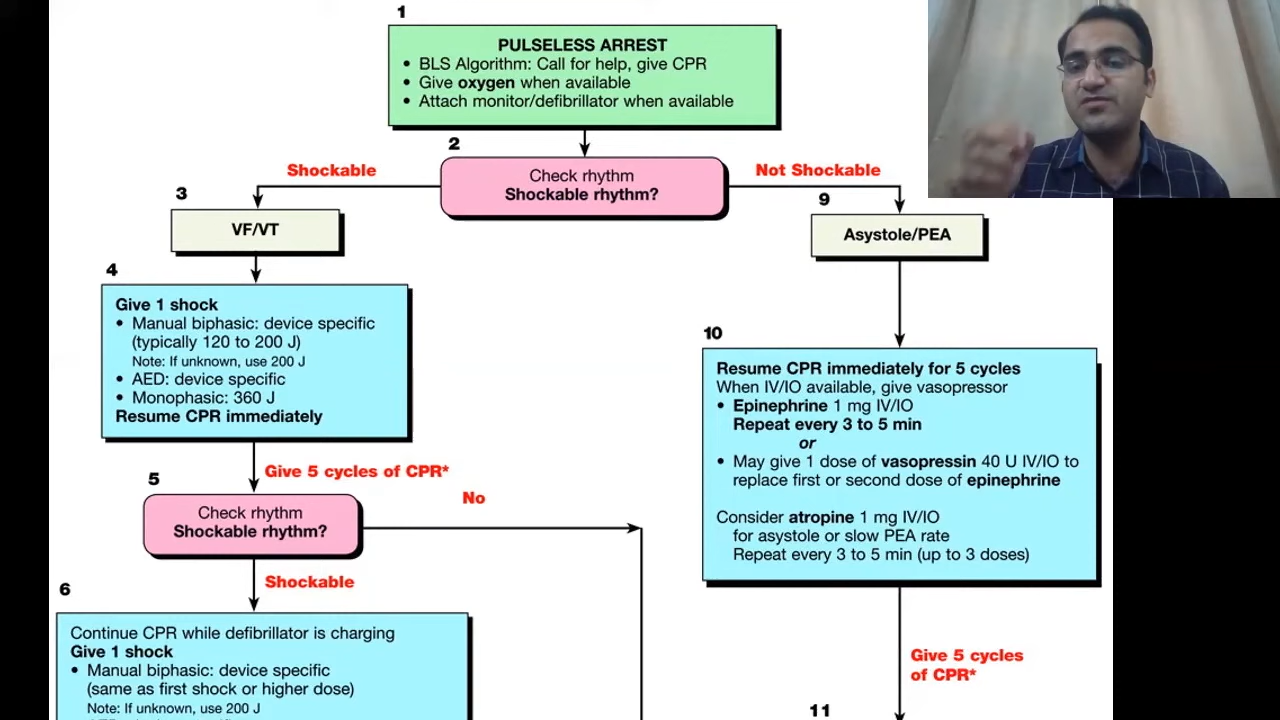 1
PULSELESS ARREST
• BLS Algorithm: Call for help, give CPR
• Give oxygen when available
• Attach monitor/defibrillator when available
2
Check rhythm
Shockable rhythm?
Shockable
Not Shockable
3
VF/VT
4
Give 1 shock
• Manual biphasic: device specific
(typically 120 to 200 J)
Note: If unknown, use 200 J
• AED: device specific
• Monophasic: 360 J
Resume CPR immediately
Give 5 cycles of CPR*
5
Check rhythm
Shockable rhythm?
No
Shockable
6
Continue CPR while defibrillator is charging
Give 1 shock
• Manual biphasic: device specific
(same as first shock or higher dose)
Note: If unknown, use 200 J
9
Asystole/PEA
10
Resume CPR immediately for 5 cycles
When IV/IO available, give vasopressor
• Epinephrine 1 mg IV/IO
Repeat every 3 to 5 min
or
• May give 1 dose of vasopressin 40 U IV/IO to
replace first or second dose of epinephrine
Consider atropine 1 mg IV/IO
for asystole or slow PEA rate
Repeat every 3 to 5 min (up to 3 doses)
Give 5 cycles
of CPR*
11